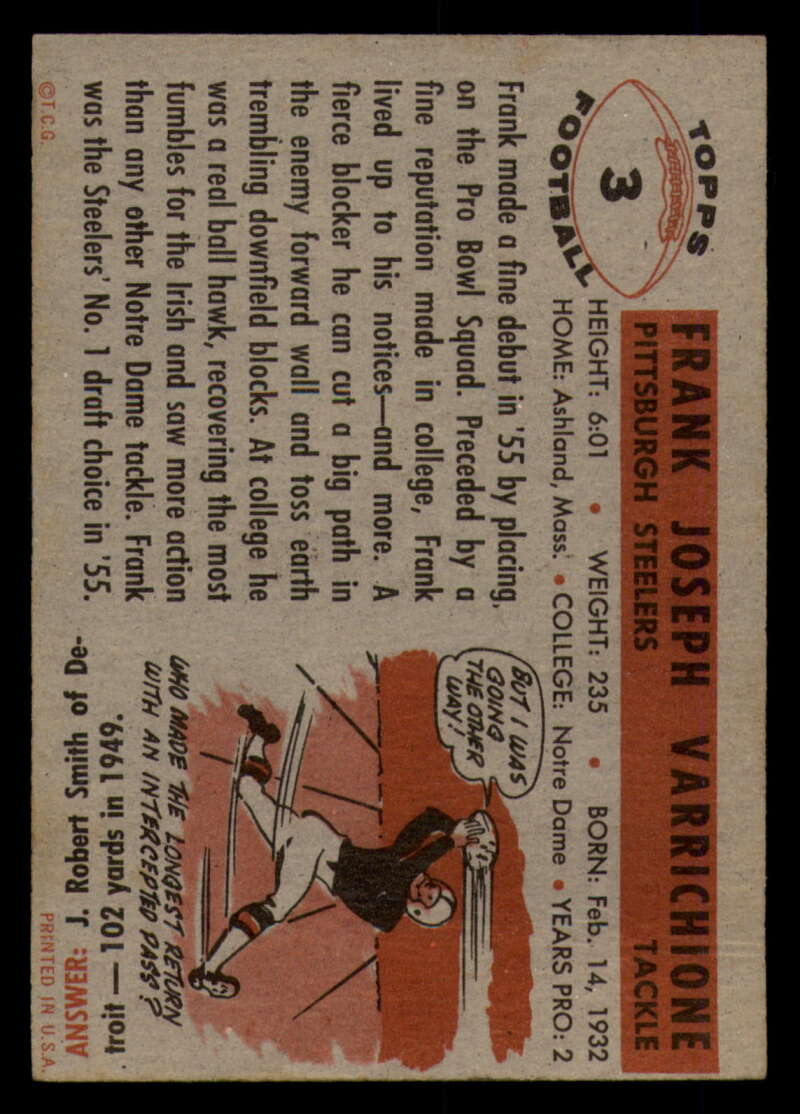 TOPPS
3
FOOTBALL
FRANK JOSEPH VARRICHIONE
PITTSBURGH STEELERS TACKLE
HEIGHT: 6:01 • WEIGHT: 235 • BORN: Feb. 14, 1932
HOME: Ashland, Mass. • COLLEGE: Notre Dame • YEARS PRO: 2
Frank made a fine debut in '55 by placing
on the Pro Bowl Squad. Preceded by a
fine reputation made in college, Frank
lived up to his notices—and more. A
fierce blocker he can cut a big path in
the enemy forward wall and toss earth
trembling downfield blocks. At college he
was a real ball hawk, recovering the most
fumbles for the Irish and saw more action
than any other Notre Dame tackle. Frank
was the Steelers' No. 1 draft choice in '55.
©T.C.G
BUT I WAS
GOING
THE OTHER
WAY!
WHO MADE THE LONGEST RETURN
WITH AN INTERCEPTED PASS?
ANSWER: J. Robert Smith of De-
troit — 102 yards in 1949.
PRINTED IN U.S.A.